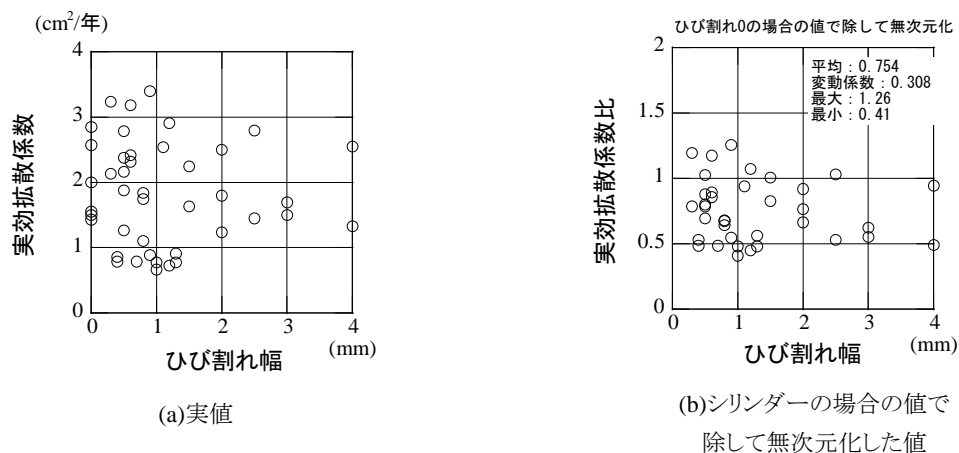 (cm²/年)
4
3
2
1
0
実効拡散係数
0 1 2 3 4
(mm)
ひび割れ幅
(a)実値
ひび割れ0の場合の値で除して無次元化
2
1.5
1
0.5
0
実効拡散係数比
平均：0.754
変動係数：0.308
最大：1.26
最小：0.41
0 1 2 3 4
(mm)
ひび割れ幅
(b)シリンダーの場合の値で
除して無次元化した値